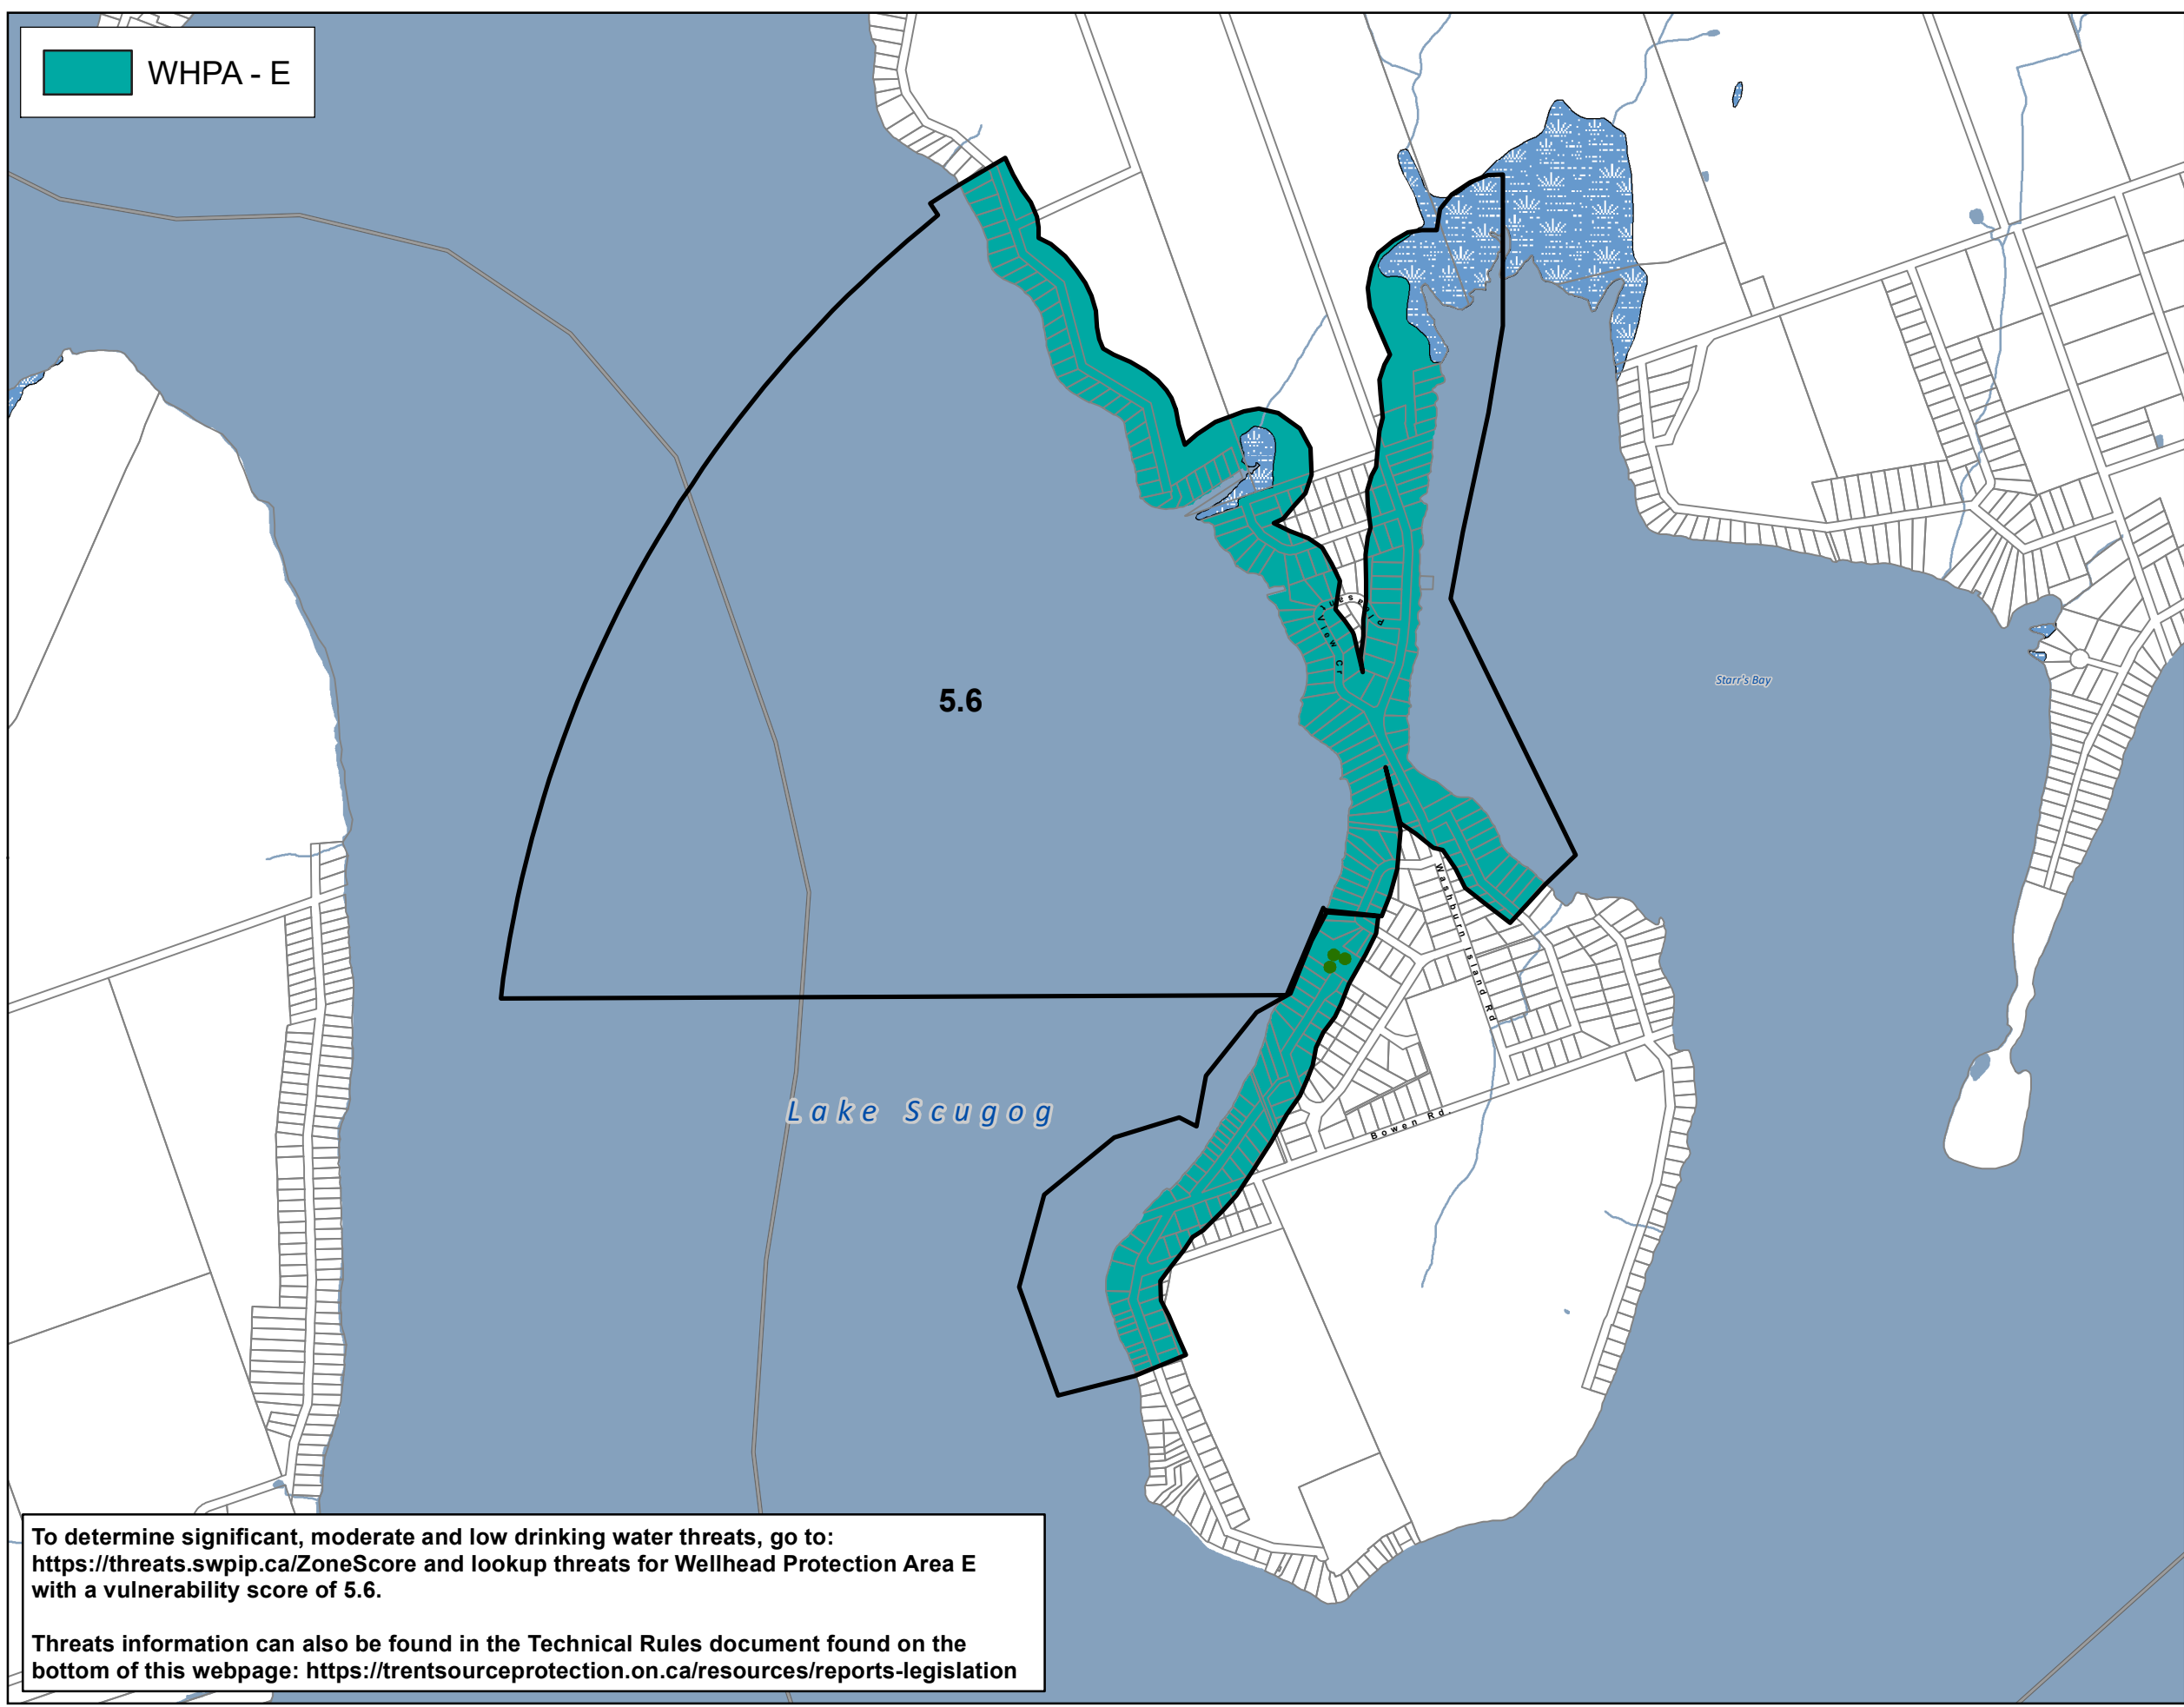 WHPA - E
Pleasant View Cr
5.6
Starr's Bay
Washburn Island Rd
Lake Scugog
Bowen Rd.
To determine significant, moderate and low drinking water threats, go to:
https://threats.swpip.ca/ZoneScore and lookup threats for Wellhead Protection Area E
with a vulnerability score of 5.6.
Threats information can also be found in the Technical Rules document found on the
bottom of this webpage: https://trentsourceprotection.on.ca/resources/reports-legislation